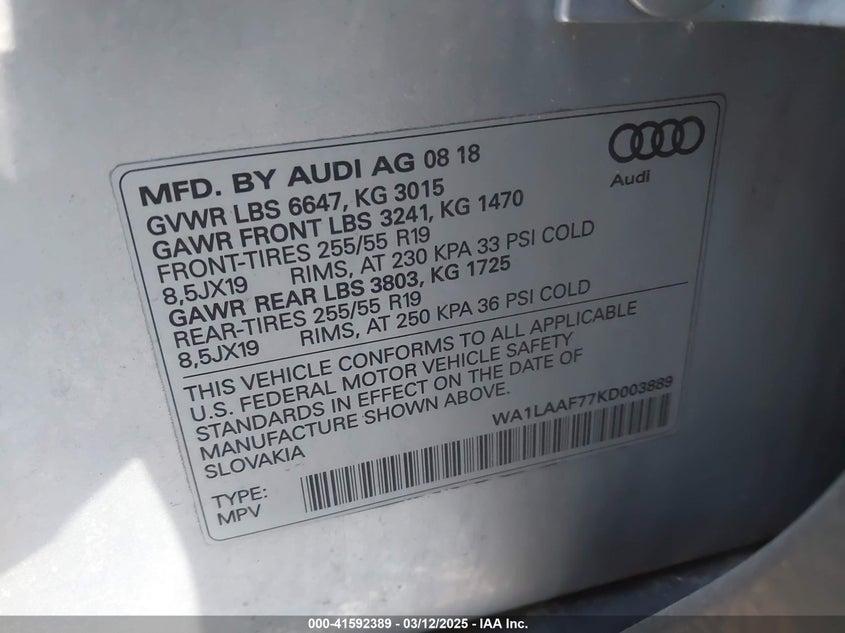 MFD. BY AUDI AG 08 18
Audi
GVWR LBS 6647, KG 3015
GAWR FRONT LBS 3241, KG 1470
FRONT-TIRES 255/55 R19
8,5JX19 RIMS, AT 230 KPA 33 PSI COLD
GAWR REAR LBS 3803, KG 1725
REAR-TIRES 255/55 R19
8,5JX19 RIMS, AT 250 KPA 36 PSI COLD
THIS VEHICLE CONFORMS TO ALL APPLICABLE
U.S. FEDERAL MOTOR VEHICLE SAFETY
STANDARDS IN EFFECT ON THE DATE OF
MANUFACTURE SHOWN ABOVE.
SLOVAKIA
WA1LAAF77KD003889
TYPE:
MPV
000-41592389 - 03/12/2025 - IAA Inc.